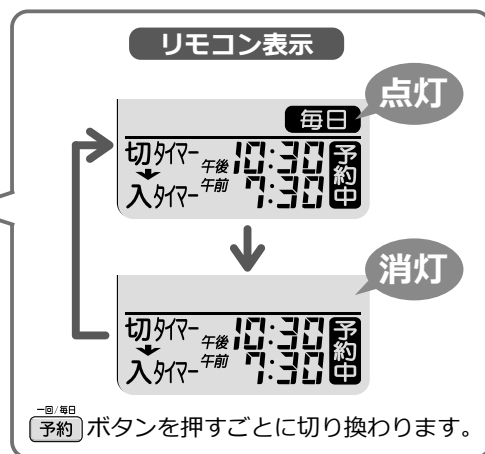 リモコン表示
点灯
毎日
切タイマー 午後 10:30 予約中
入タイマー 午前 7:30
消灯
切タイマー 午後 10:30 予約中
入タイマー 午前 7:30
一回/毎日
予約 ボタンを押すごとに切り換わります。